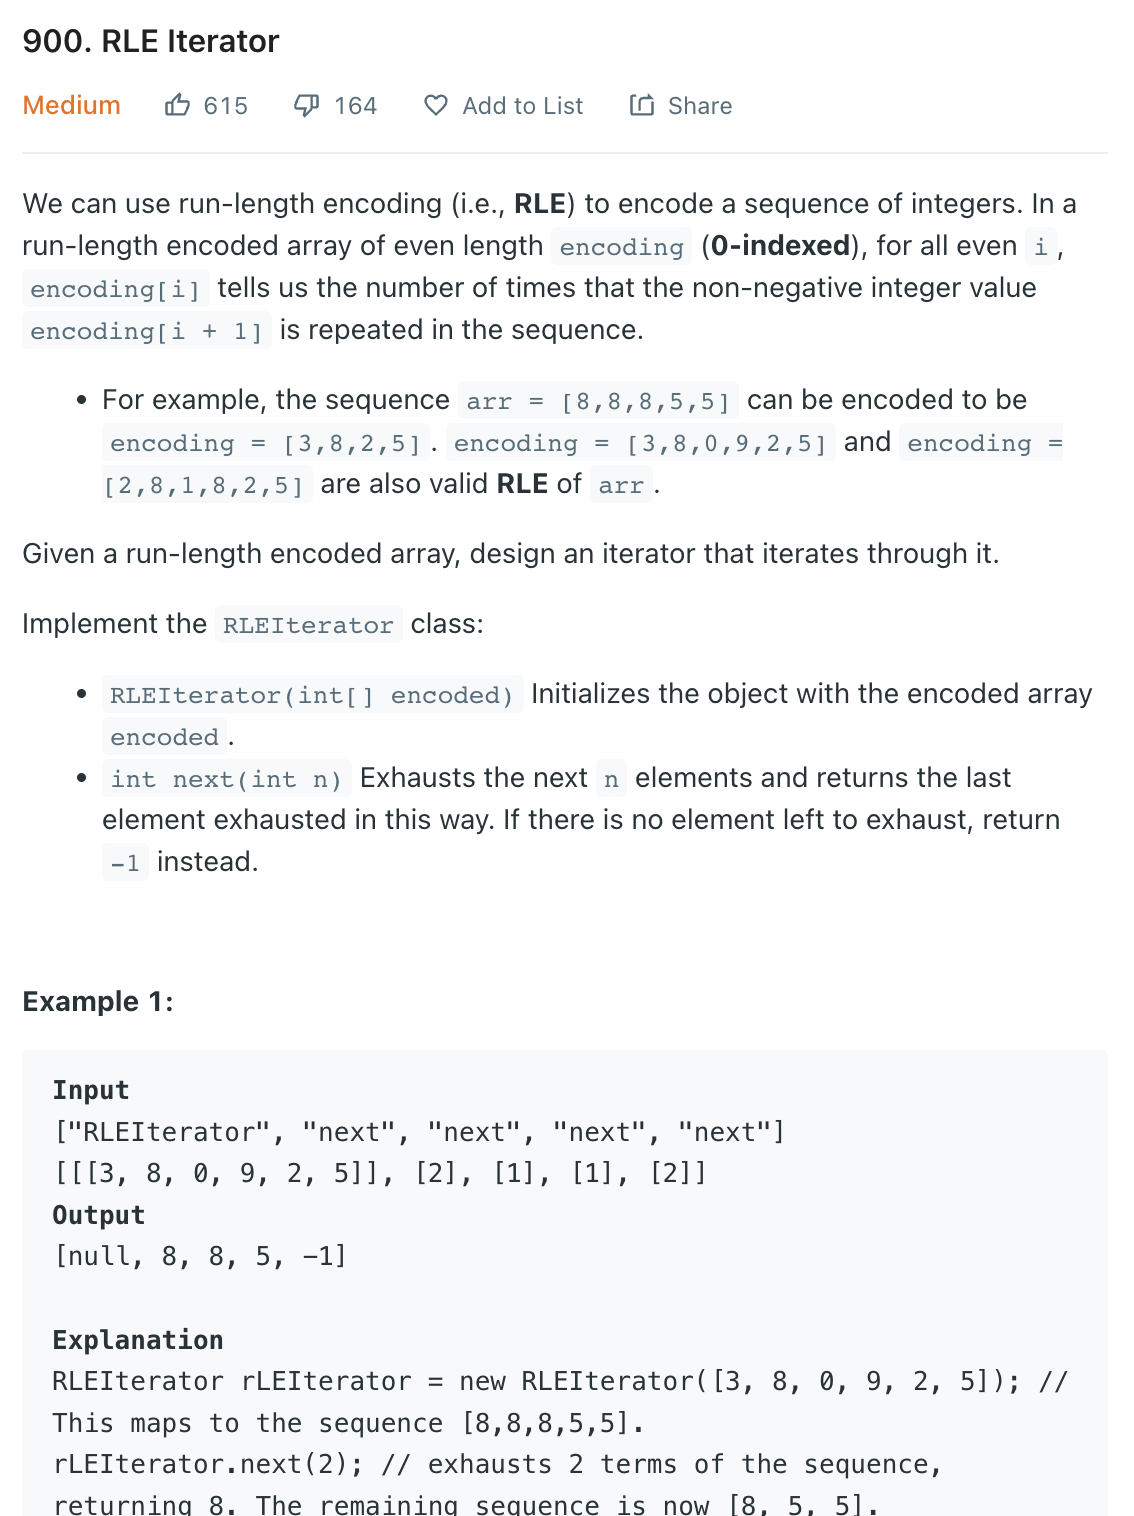 900. RLE Iterator
Medium 615 164 Add to List Share
We can use run-length encoding (i.e., RLE) to encode a sequence of integers. In a
run-length encoded array of even length encoding (0-indexed), for all even i,
encoding[i] tells us the number of times that the non-negative integer value
encoding[i + 1] is repeated in the sequence.
• For example, the sequence arr = [8,8,8,5,5] can be encoded to be
encoding = [3,8,2,5]. encoding = [3,8,0,9,2,5] and encoding =
[2,8,1,8,2,5] are also valid RLE of arr.
Given a run-length encoded array, design an iterator that iterates through it.
Implement the RLEIterator class:
• RLEIterator(int[] encoded) Initializes the object with the encoded array
encoded.
• int next(int n) Exhausts the next n elements and returns the last
element exhausted in this way. If there is no element left to exhaust, return
-1 instead.
Example 1:
Input
["RLEIterator", "next", "next", "next", "next"]
[[[3, 8, 0, 9, 2, 5]], [2], [1], [1], [2]]
Output
[null, 8, 8, 5, -1]
Explanation
RLEIterator rLEIterator = new RLEIterator([3, 8, 0, 9, 2, 5]); //
This maps to the sequence [8,8,8,5,5].
rLEIterator.next(2); // exhausts 2 terms of the sequence,
returning 8. The remaining sequence is now [8, 5, 5].